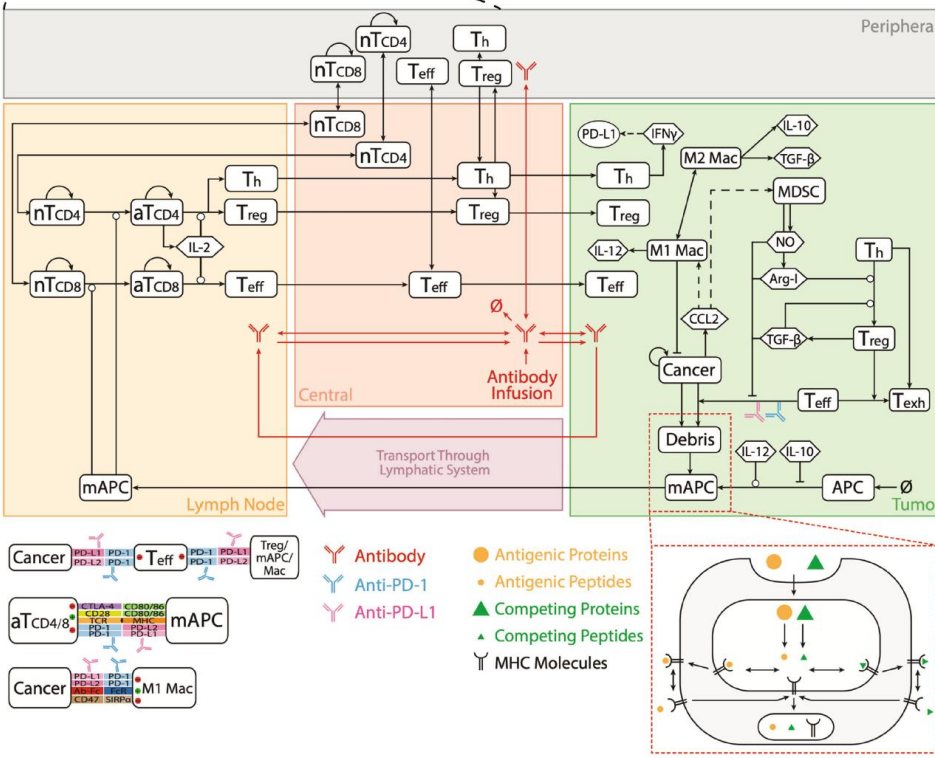 Periphera
nTCD4
Th
nTCD8
Teff
Treg
nTCD8
nTCD4
PD-L1
IFNγ
IL-10
M2 Mac
TGF-β
Th
Th
Th
MDSC
nTCD4
aTCD4
Treg
Treg
Treg
IL-2
IL-12
M1 Mac
NO
Th
nTCD8
aTCD8
Teff
Teff
Teff
Arg-I
Ø
CCL2
TGF-β
Treg
Cancer
Antibody
Infusion
Central
Teff
Texh
Debris
Transport Through
Lymphatic System
IL-12
IL-10
mAPC
mAPC
APC
Ø
Lymph Node
Tumo
Cancer
PD-L1
PD-1
PD-L2
PD-1
Teff
PD-1
PD-L1
PD-1
PD-L2
Treg/
mAPC/
Mac
aTCD4/8
CTLA-4
CD80/86
CD28
CD80/86
TCR
MHC
PD-1
PD-L2
PD-1
PD-L1
mAPC
Cancer
PD-L1
PD-1
PD-L2
PD-1
Ab-Fc
FcR
CD47
SIRPα
M1 Mac
Antibody
Anti-PD-1
Anti-PD-L1
Antigenic Proteins
Antigenic Peptides
Competing Proteins
Competing Peptides
MHC Molecules